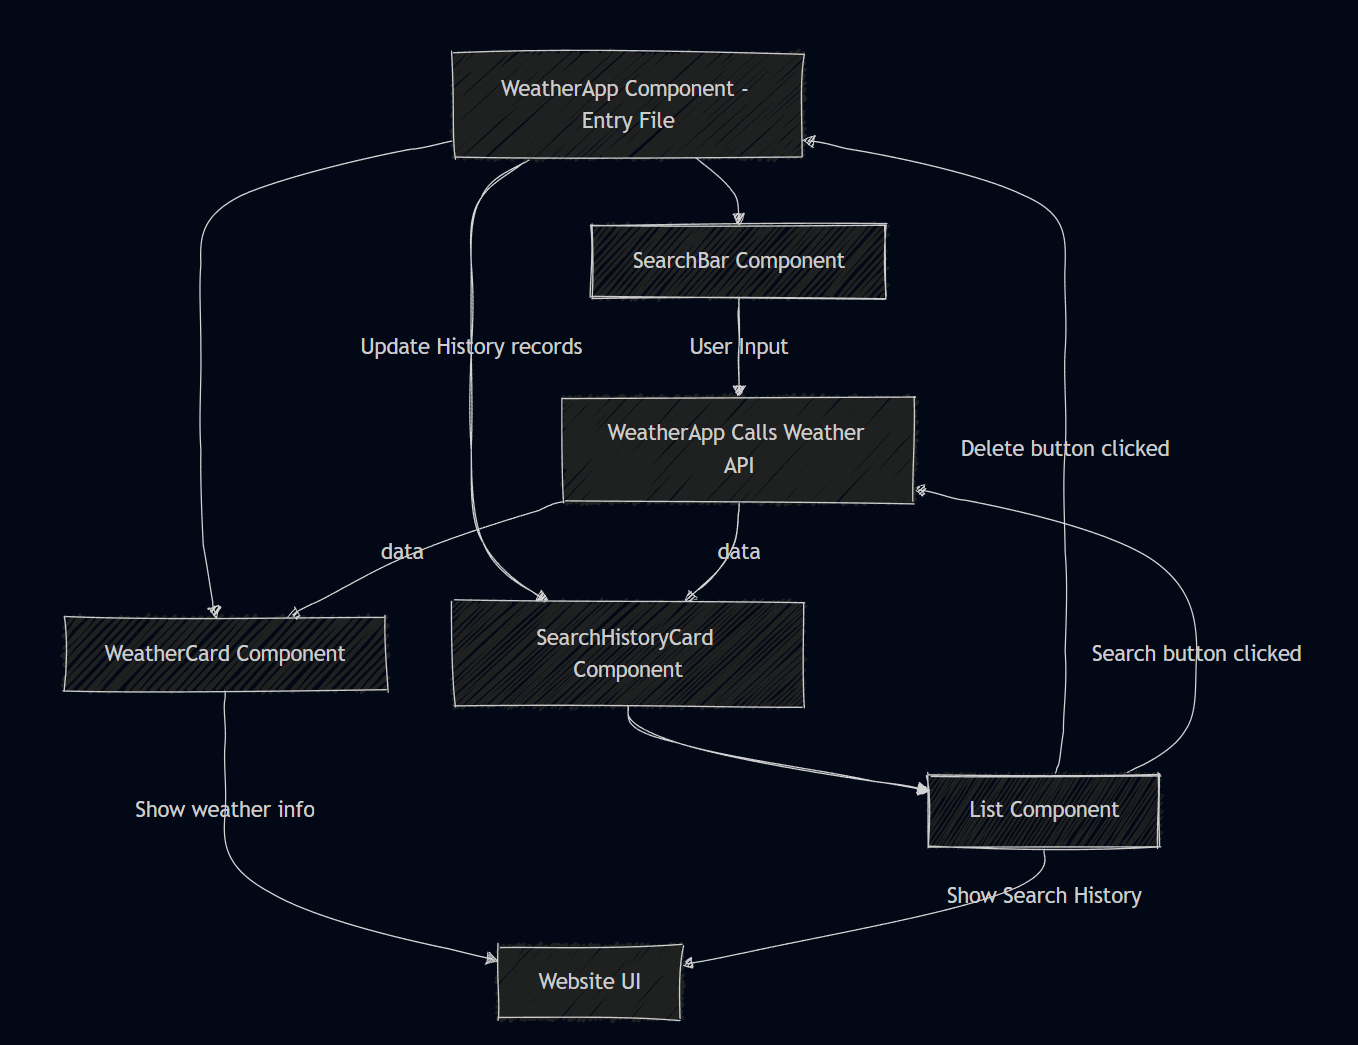 WeatherApp Component -
Entry File
SearchBar Component
Update History records
User Input
WeatherApp Calls Weather
API
Delete button clicked
data
data
WeatherCard Component
SearchHistoryCard
Component
Search button clicked
Show weather info
List Component
Show Search History
Website UI